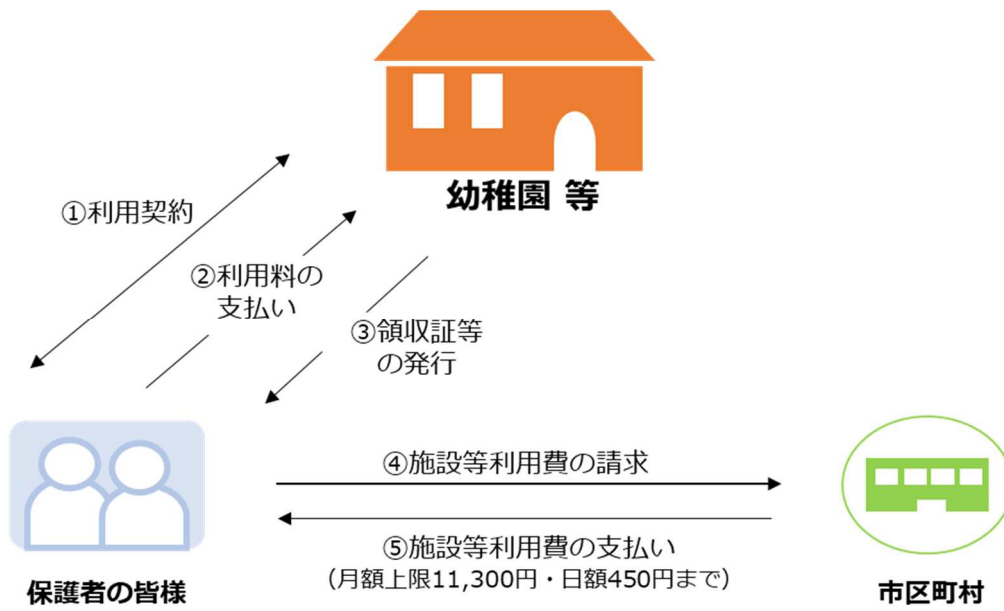 幼稚園 等
①利用契約
②利用料の
支払い
③領収証等
の発行
④施設等利用費の請求
⑤施設等利用費の支払い
（月額上限11,300円・日額450円まで）
保護者の皆様
市区町村